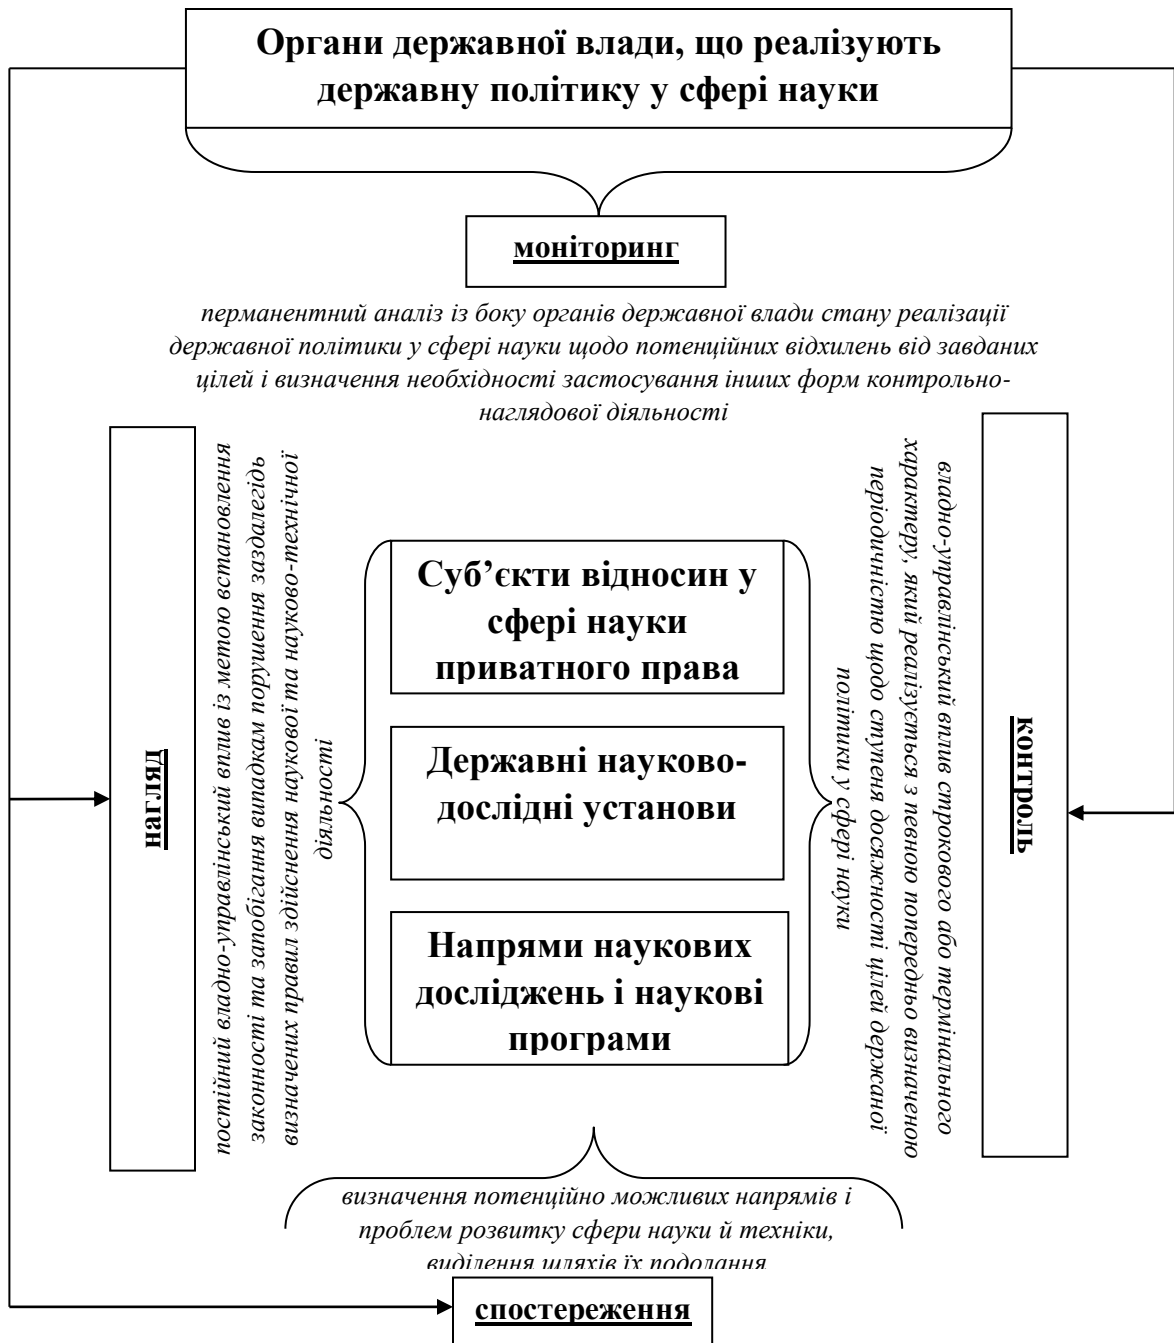 Органи державної влади, що реалізують
державну політику у сфері науки
моніторинг
перманентний аналіз із боку органів державної влади стану реалізації
державної політики у сфері науки щодо потенційних відхилень від завданих
цілей і визначення необхідності застосування інших форм контрольно-
наглядової діяльності
нагляд
постійний владно-управлінський вплив із метою встановлення
законності та запобігання випадкам порушення заздалегідь
визначених правил здійснення наукової та науково-технічної
діяльності
Суб’єкти відносин у
сфері науки
приватного права
Державні науково-
дослідні установи
Напрями наукових
досліджень і наукові
програми
владно-управлінський вплив строкового або термінального
характеру, який реалізується з певною попередньо визначеною
періодичністю щодо ступеня досяжності цілей держаної
політики у сфері науки
контроль
визначення потенційно можливих напрямів і
проблем розвитку сфери науки й техніки,
виділення шляхів їх подолання
спостереження